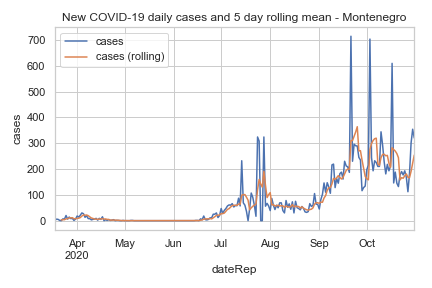 New COVID-19 daily cases and 5 day rolling mean - Montenegro
cases
cases (rolling)
700
600
500
400
300
200
100
0
cases
Apr
2020
May
Jun
Jul
Aug
Sep
Oct
dateRep